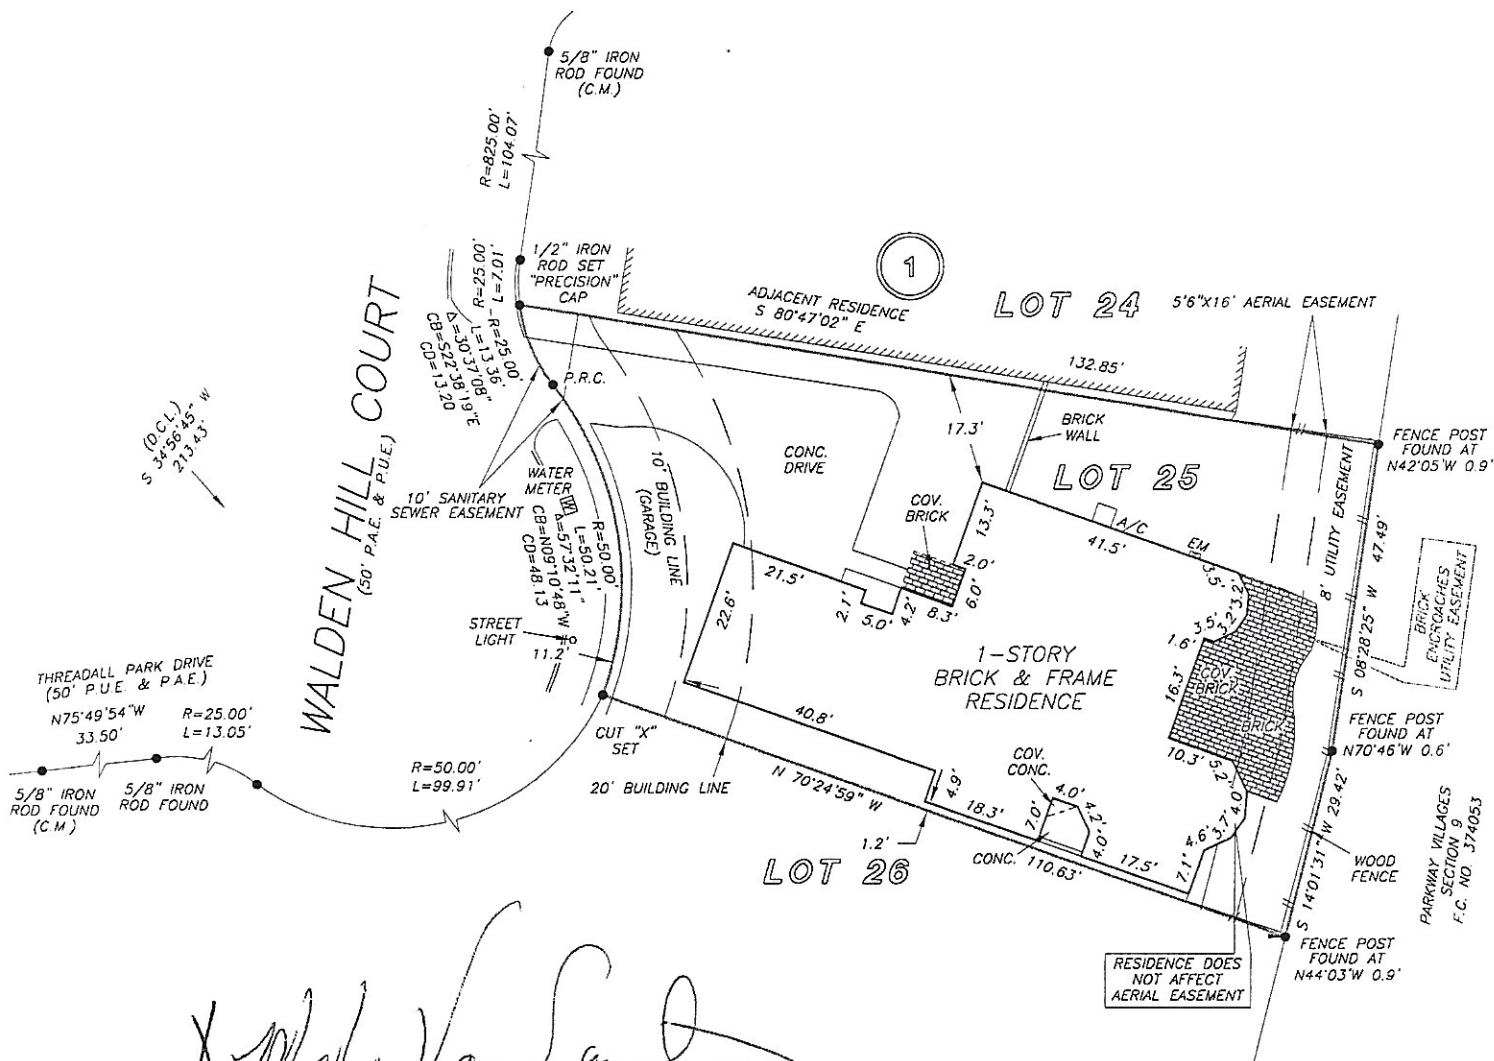 5/8" IRON
ROD FOUND
(C.M.)
R=825.00'
L=104.07'
1/2" IRON
ROD SET
"PRECISION"
CAP
R=25.00'
L=7.01'
R=25.00'
L=13.36'
Δ=30°37'08"
CB=S22°38'19"E
CD=13.20
1
ADJACENT RESIDENCE
S 80°47'02" E
LOT 24
5'6"X16' AERIAL EASEMENT
132.85'
P.R.C.
17.3'
BRICK
WALL
FENCE POST
FOUND AT
N42°05'W 0.9'
(D.C.L.)
S 34°56'45" W
213.43'
WALDEN HILL COURT
(50' P.A.E. & P.U.E.)
CONC.
DRIVE
LOT 25
WATER
METER
W
10' SANITARY
SEWER EASEMENT
10' BUILDING LINE
(GARAGE)
COV.
BRICK
13.3'
A/C
41.5'
EM
8' UTILITY EASEMENT
47.49'
S 08°28'25" W
BRICK
ENCROACHES
UTILITY EASEMENT
R=50.00'
L=50.21'
Δ=57°32'11"
CB=N09°10'48"W
CD=48.13
21.5'
22.6'
2.1'
5.0'
4.2'
8.3'
6.0'
2.0'
3.5'
3.2'
3.2'
3.5'
1.6'
STREET
LIGHT
11.2'
1-STORY
BRICK & FRAME
RESIDENCE
16.3'
COV.
BRICK
BRICK
THREADALL PARK DRIVE
(50' P.U.E. & P.A.E.)
N75°49'54"W
33.50'
R=25.00'
L=13.05'
5/8" IRON
ROD FOUND
(C.M.)
5/8" IRON
ROD FOUND
R=50.00'
L=99.91'
CUT "X"
SET
20' BUILDING LINE
N 70°24'59" W
40.8'
4.9'
18.3'
1.2'
COV.
CONC.
4.0'
7.0'
4.2'
4.0'
CONC.
110.63'
17.5'
10.3'
5.2'
4.0'
3.7'
4.6'
7.1'
FENCE POST
FOUND AT
N70°46'W 0.6'
S 14°01'31" W 29.42'
WOOD
FENCE
PARKWAY VILLAGES
SECTION 9
F.C. NO. 374053
LOT 26
RESIDENCE DOES
NOT AFFECT
AERIAL EASEMENT
FENCE POST
FOUND AT
N44°03'W 0.9'
X